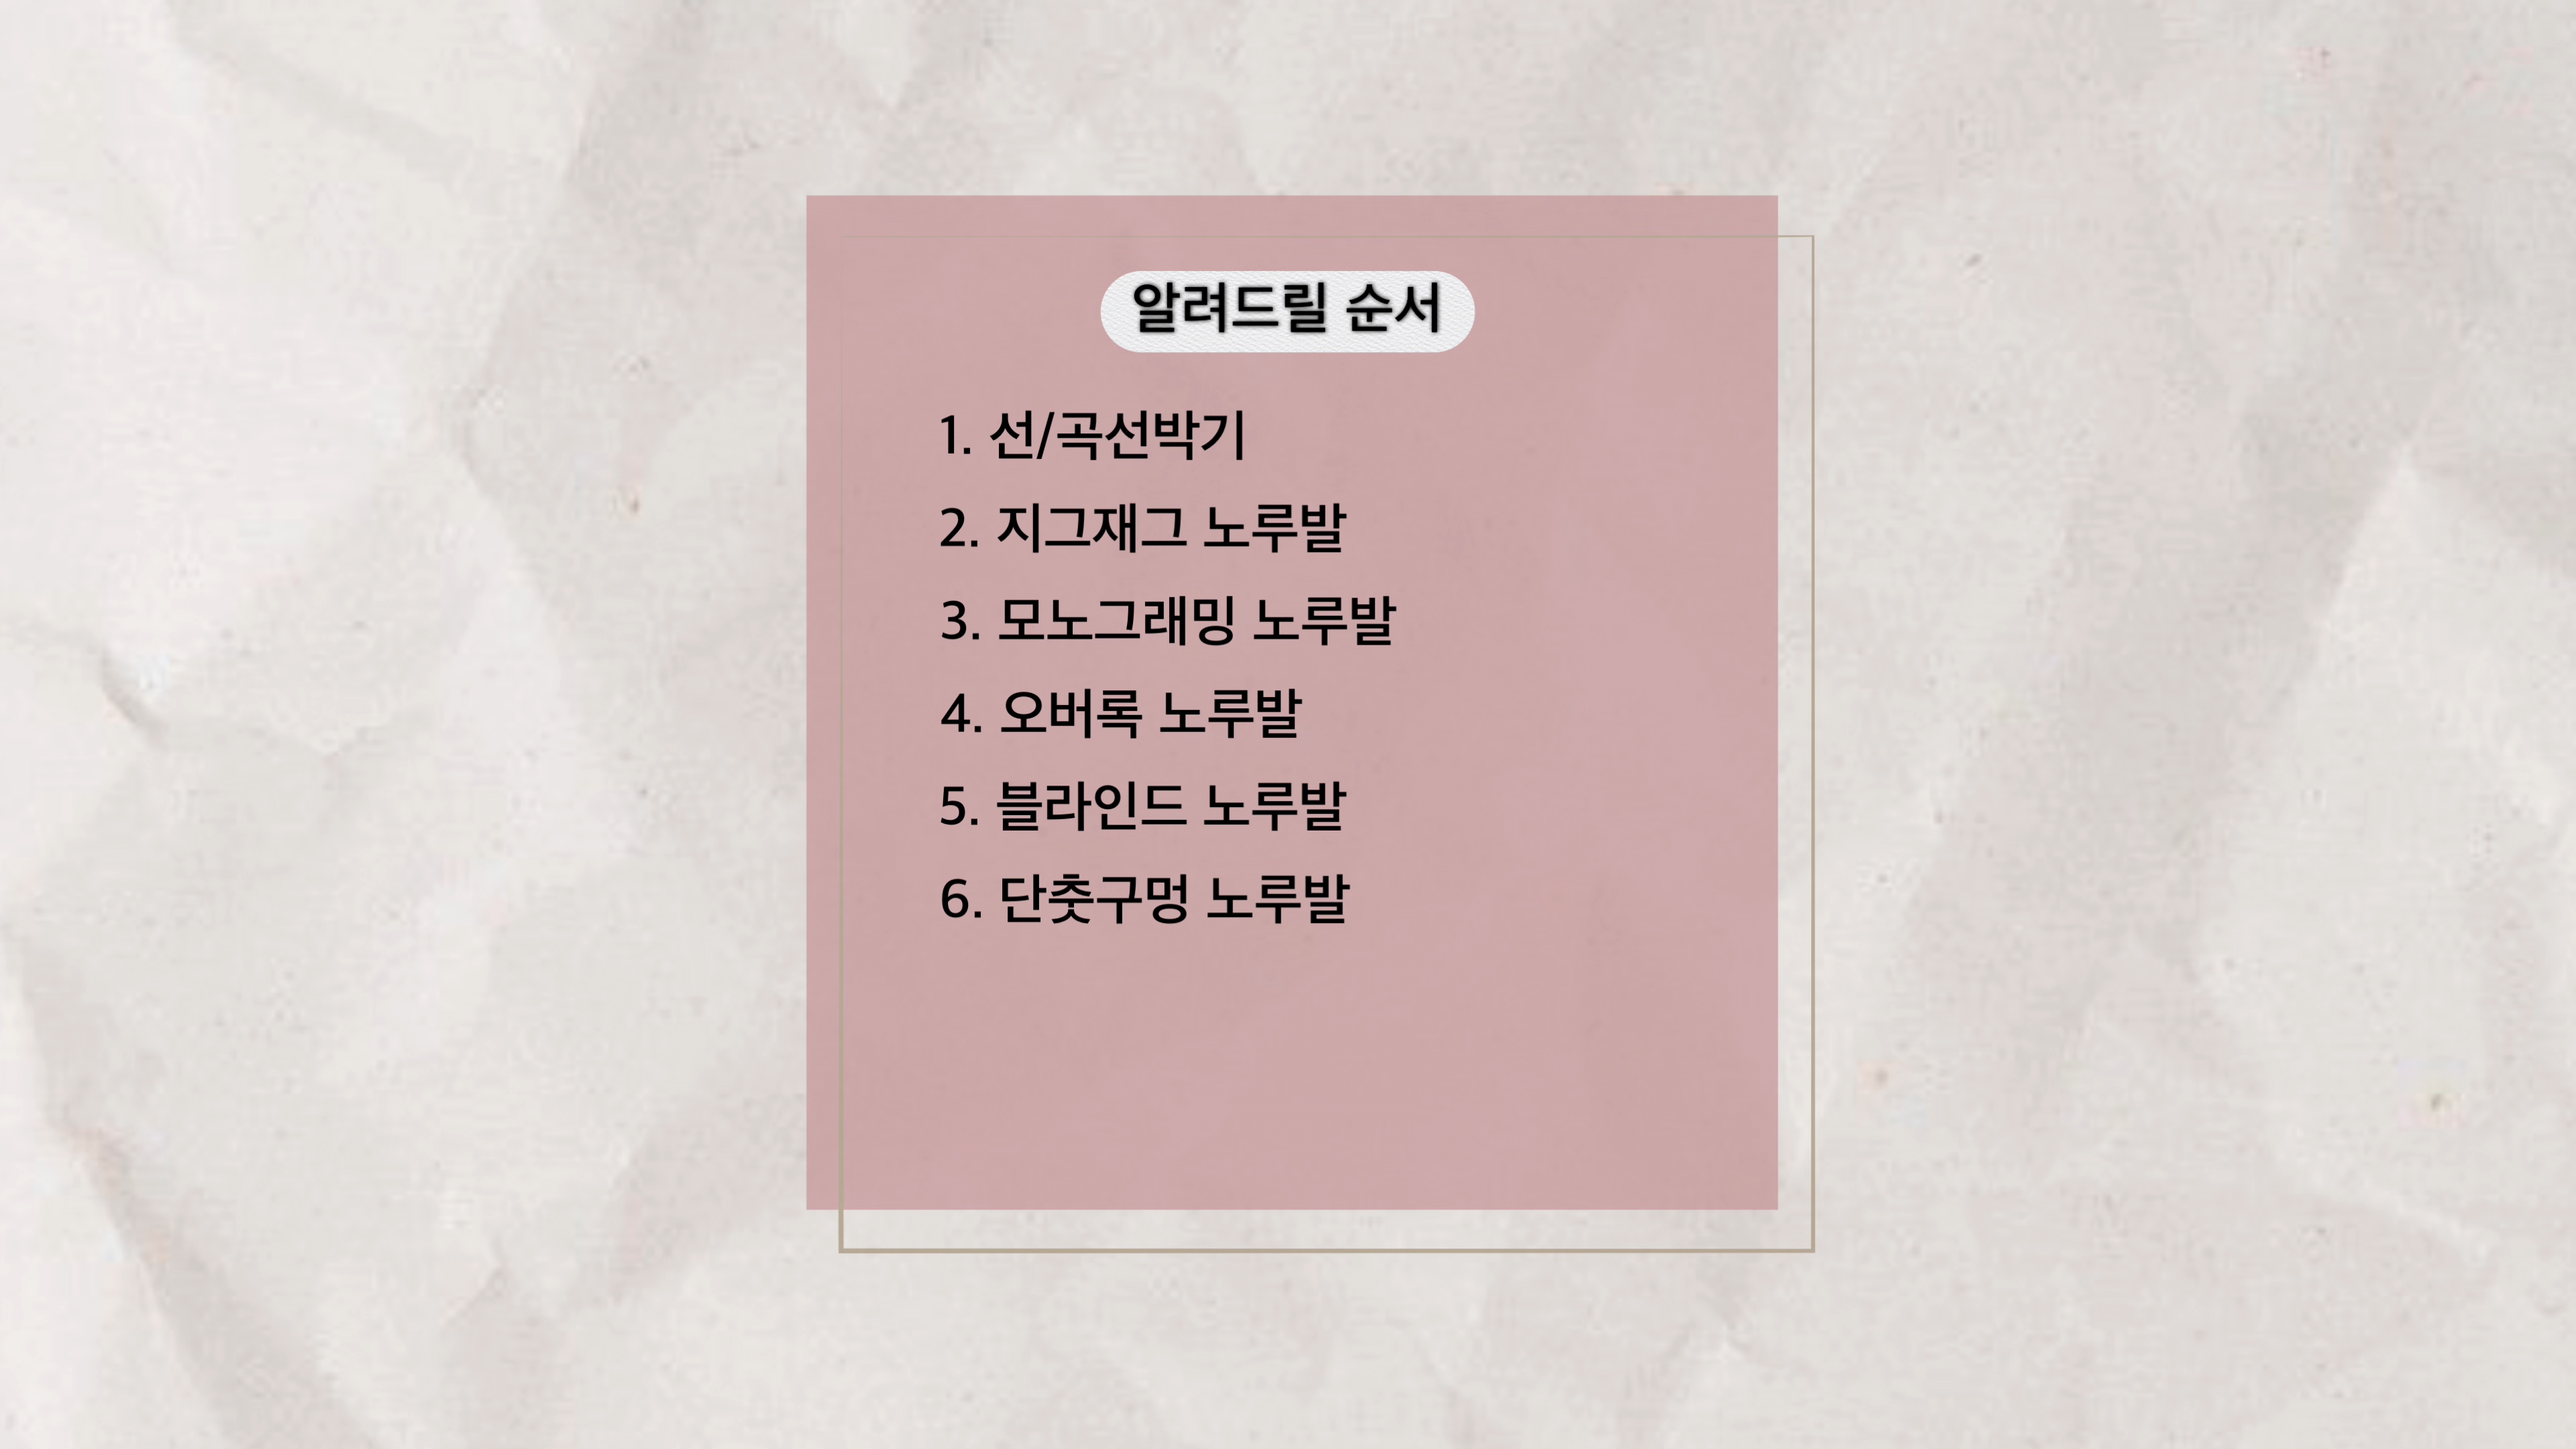 알려드릴 순서
1. 선/곡선박기
2. 지그재그 노루발
3. 모노그래밍 노루발
4. 오버록 노루발
5. 블라인드 노루발
6. 단춧구멍 노루발